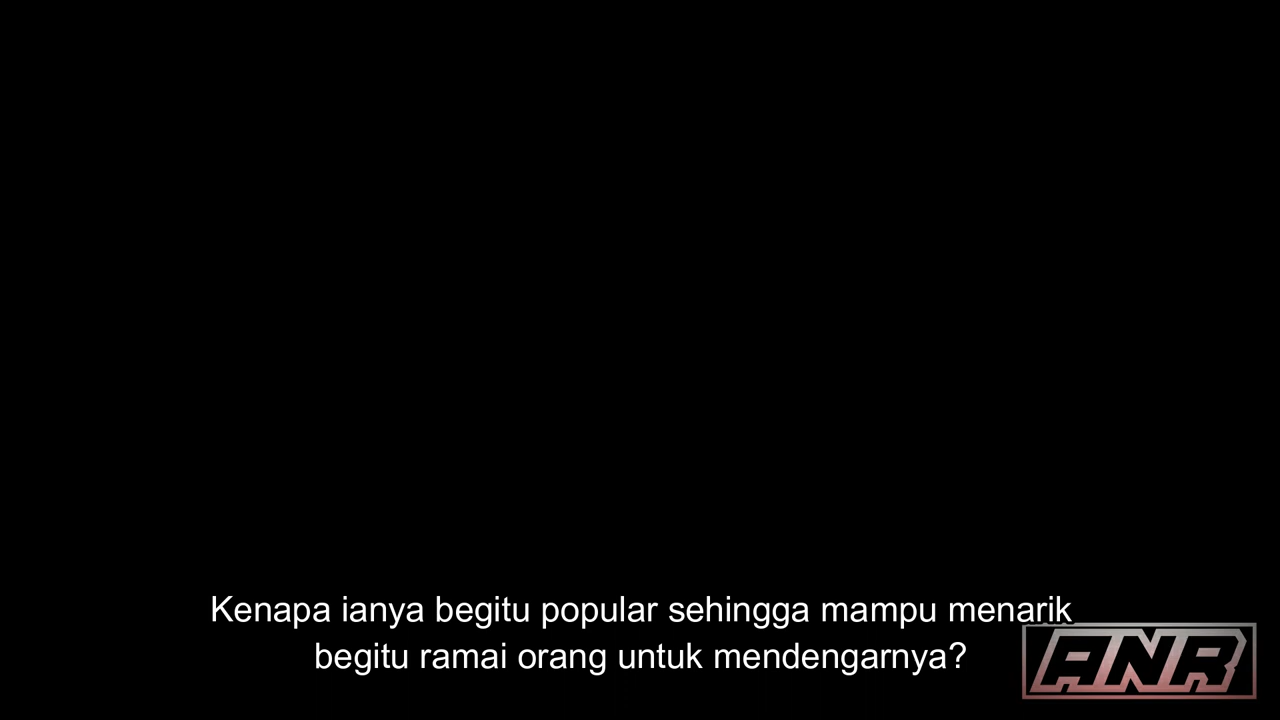 Kenapa ianya begitu popular sehingga mampu menarik
begitu ramai orang untuk mendengarnya?
ANR